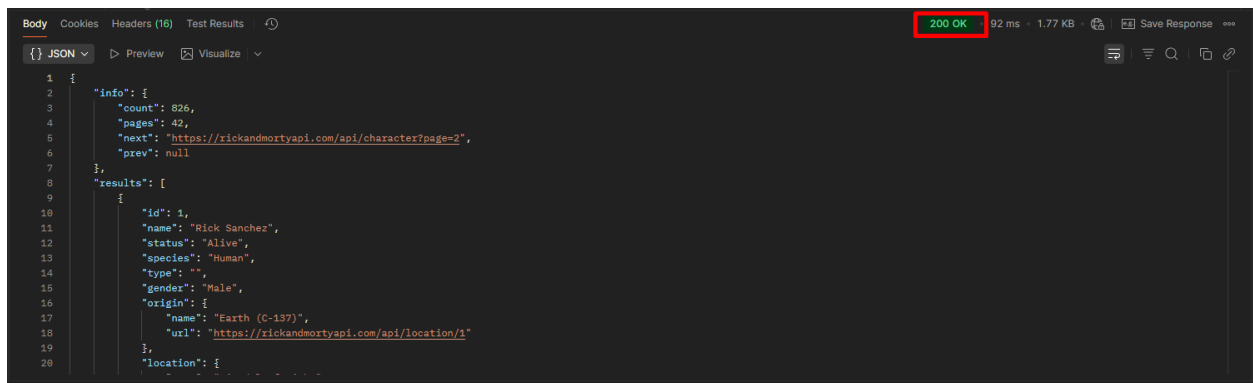 Body Cookies Headers (16) Test Results 200 OK 92 ms 1.77 KB Save Response
{} JSON Preview Visualize
1 {
2 "info": {
3 "count": 826,
4 "pages": 42,
5 "next": "https://rickandmortyapi.com/api/character?page=2",
6 "prev": null
7 },
8 "results": [
9 {
10 "id": 1,
11 "name": "Rick Sanchez",
12 "status": "Alive",
13 "species": "Human",
14 "type": "",
15 "gender": "Male",
16 "origin": {
17 "name": "Earth (C-137)",
18 "url": "https://rickandmortyapi.com/api/location/1"
19 },
20 "location": {